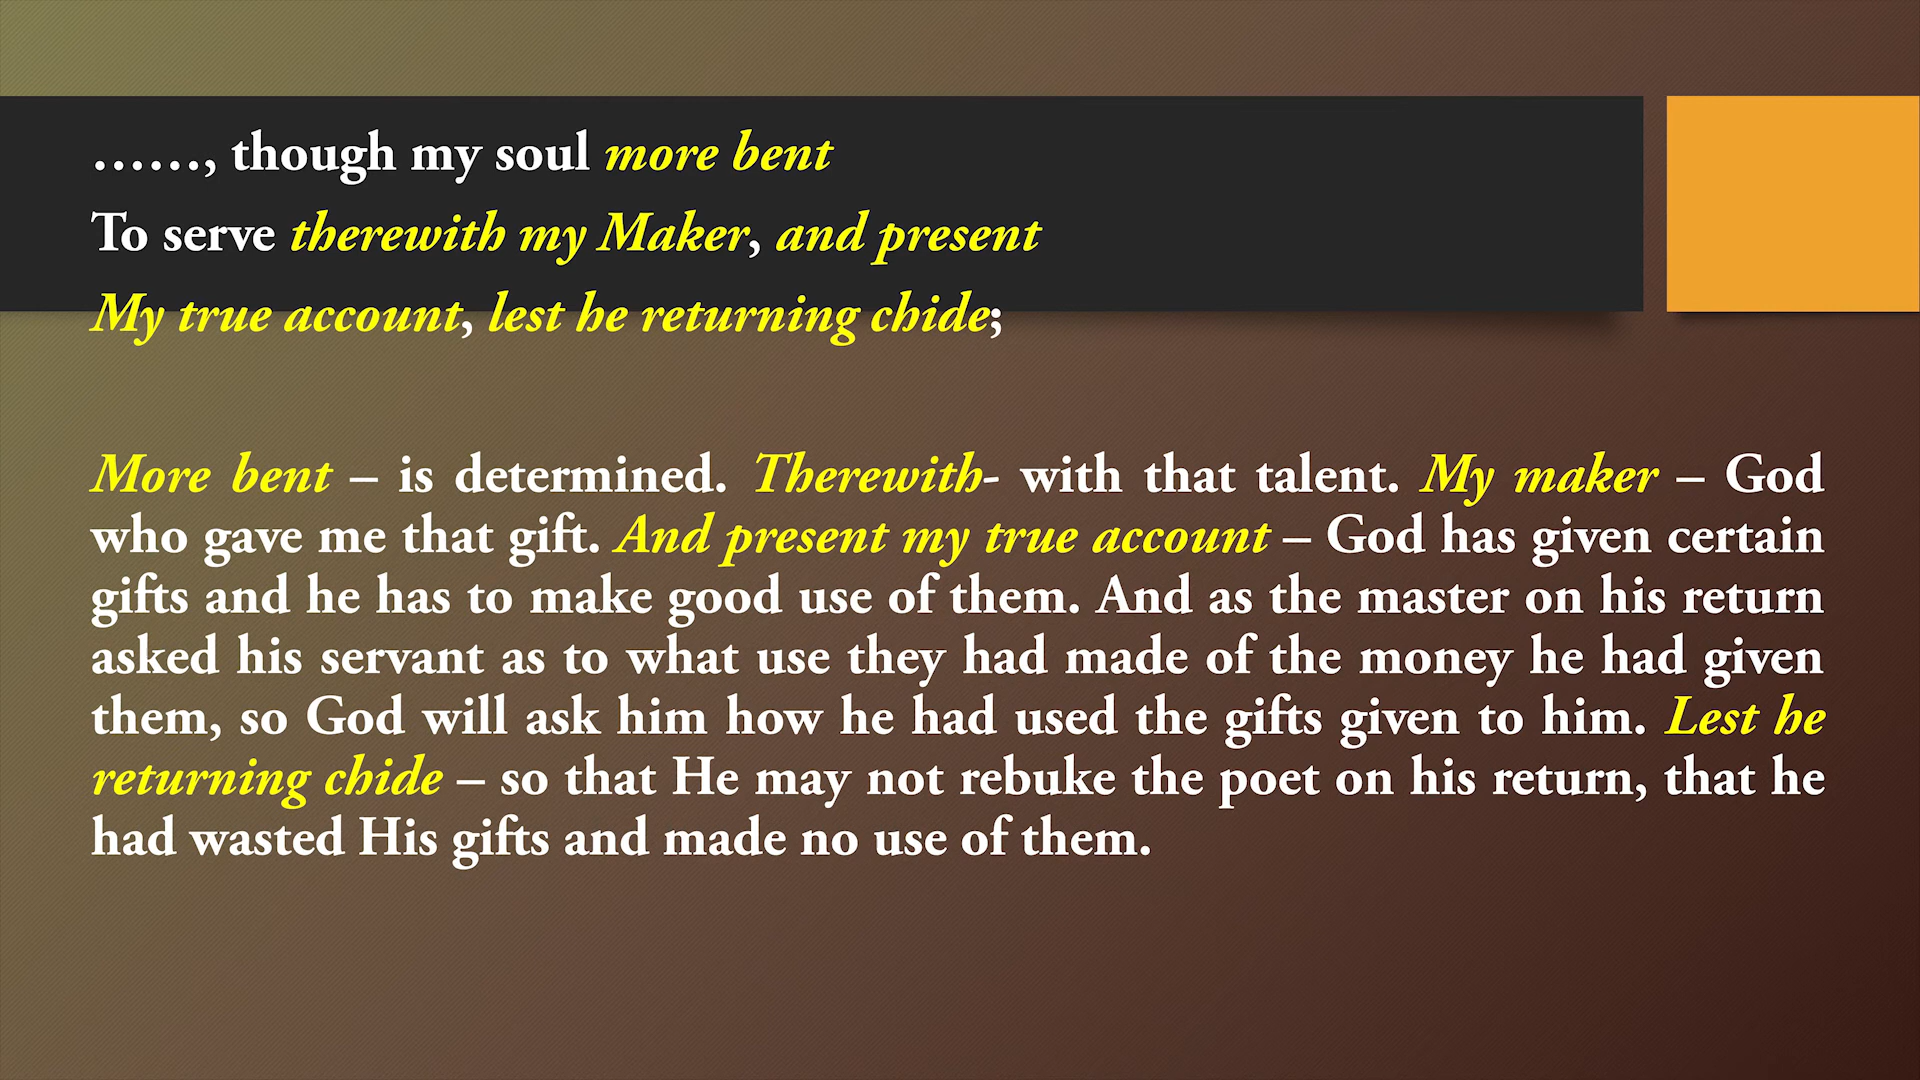 ……, though my soul more bent
To serve therewith my Maker, and present
My true account, lest he returning chide;
More bent – is determined. Therewith- with that talent. My maker – God
who gave me that gift. And present my true account – God has given certain
gifts and he has to make good use of them. And as the master on his return
asked his servant as to what use they had made of the money he had given
them, so God will ask him how he had used the gifts given to him. Lest he
returning chide – so that He may not rebuke the poet on his return, that he
had wasted His gifts and made no use of them.